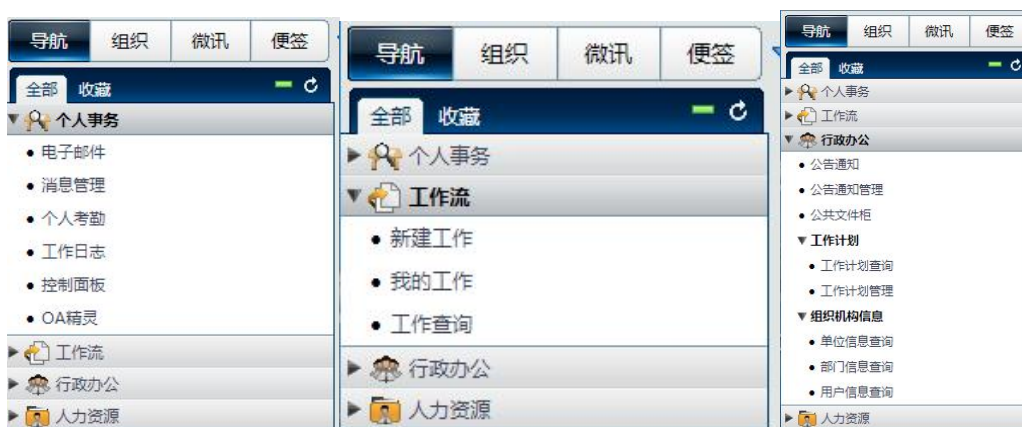 导航 组织 微讯 便签
全部 收藏
个人事务
电子邮件
消息管理
个人考勤
工作日志
控制面板
OA精灵
工作流
行政办公
人力资源
导航 组织 微讯 便签
全部 收藏
个人事务
工作流
新建工作
我的工作
工作查询
行政办公
人力资源
导航 组织 微讯 便签
全部 收藏
个人事务
工作流
行政办公
公告通知
公告通知管理
公共文件柜
工作计划
工作计划查询
工作计划管理
组织机构信息
单位信息查询
部门信息查询
用户信息查询
人力资源